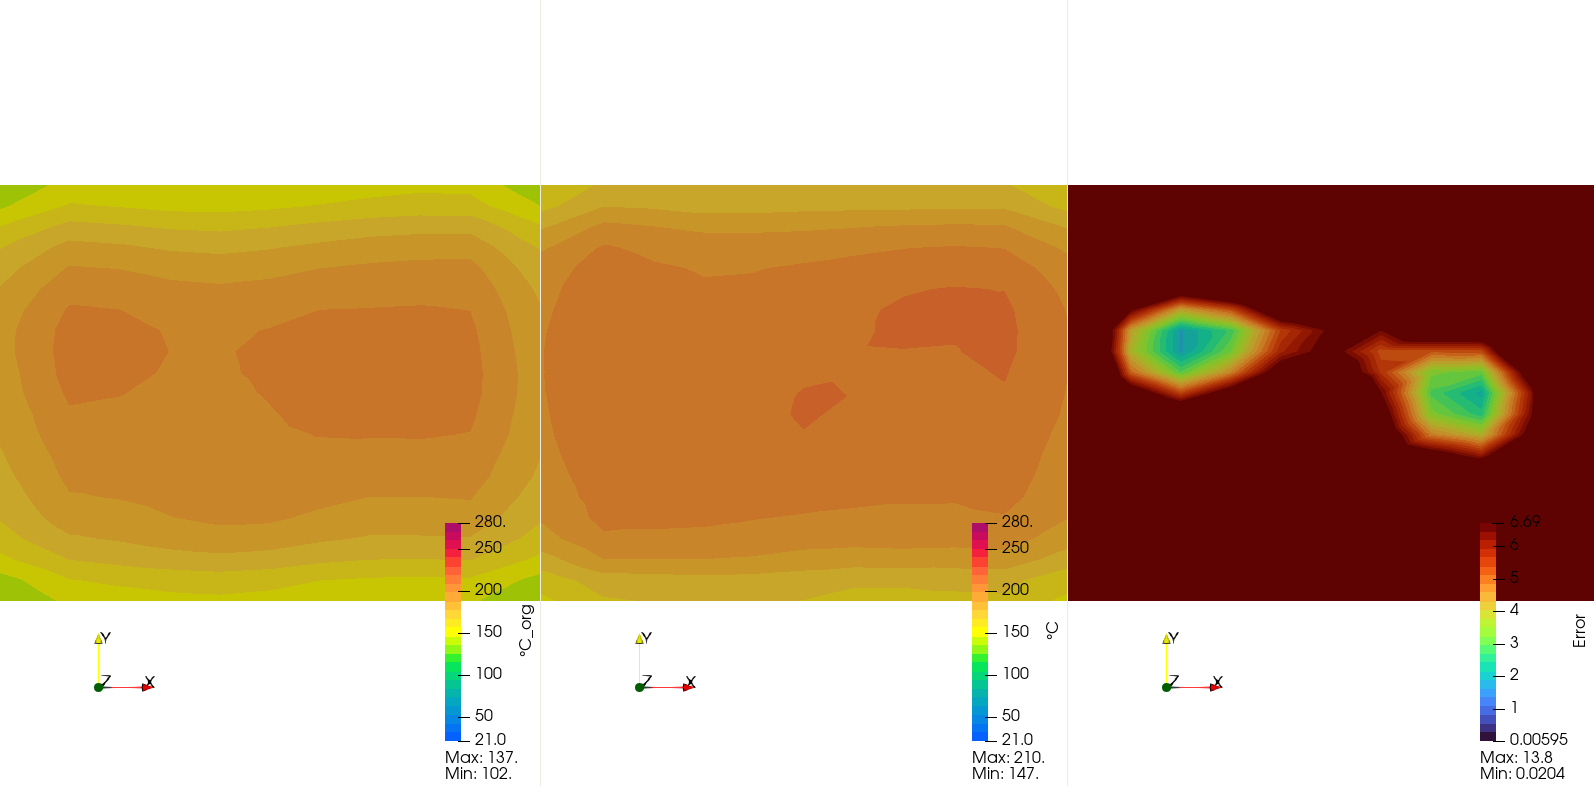 280.
250
200
150
100
50
21.0
°C_org
Max: 137.
Min: 102.
Y
Z
X
280.
250
200
150
100
50
21.0
°C
Max: 210.
Min: 147.
Y
Z
X
6.69
6
5
4
3
2
1
0.00595
Error
Max: 13.8
Min: 0.0204
Y
Z
X